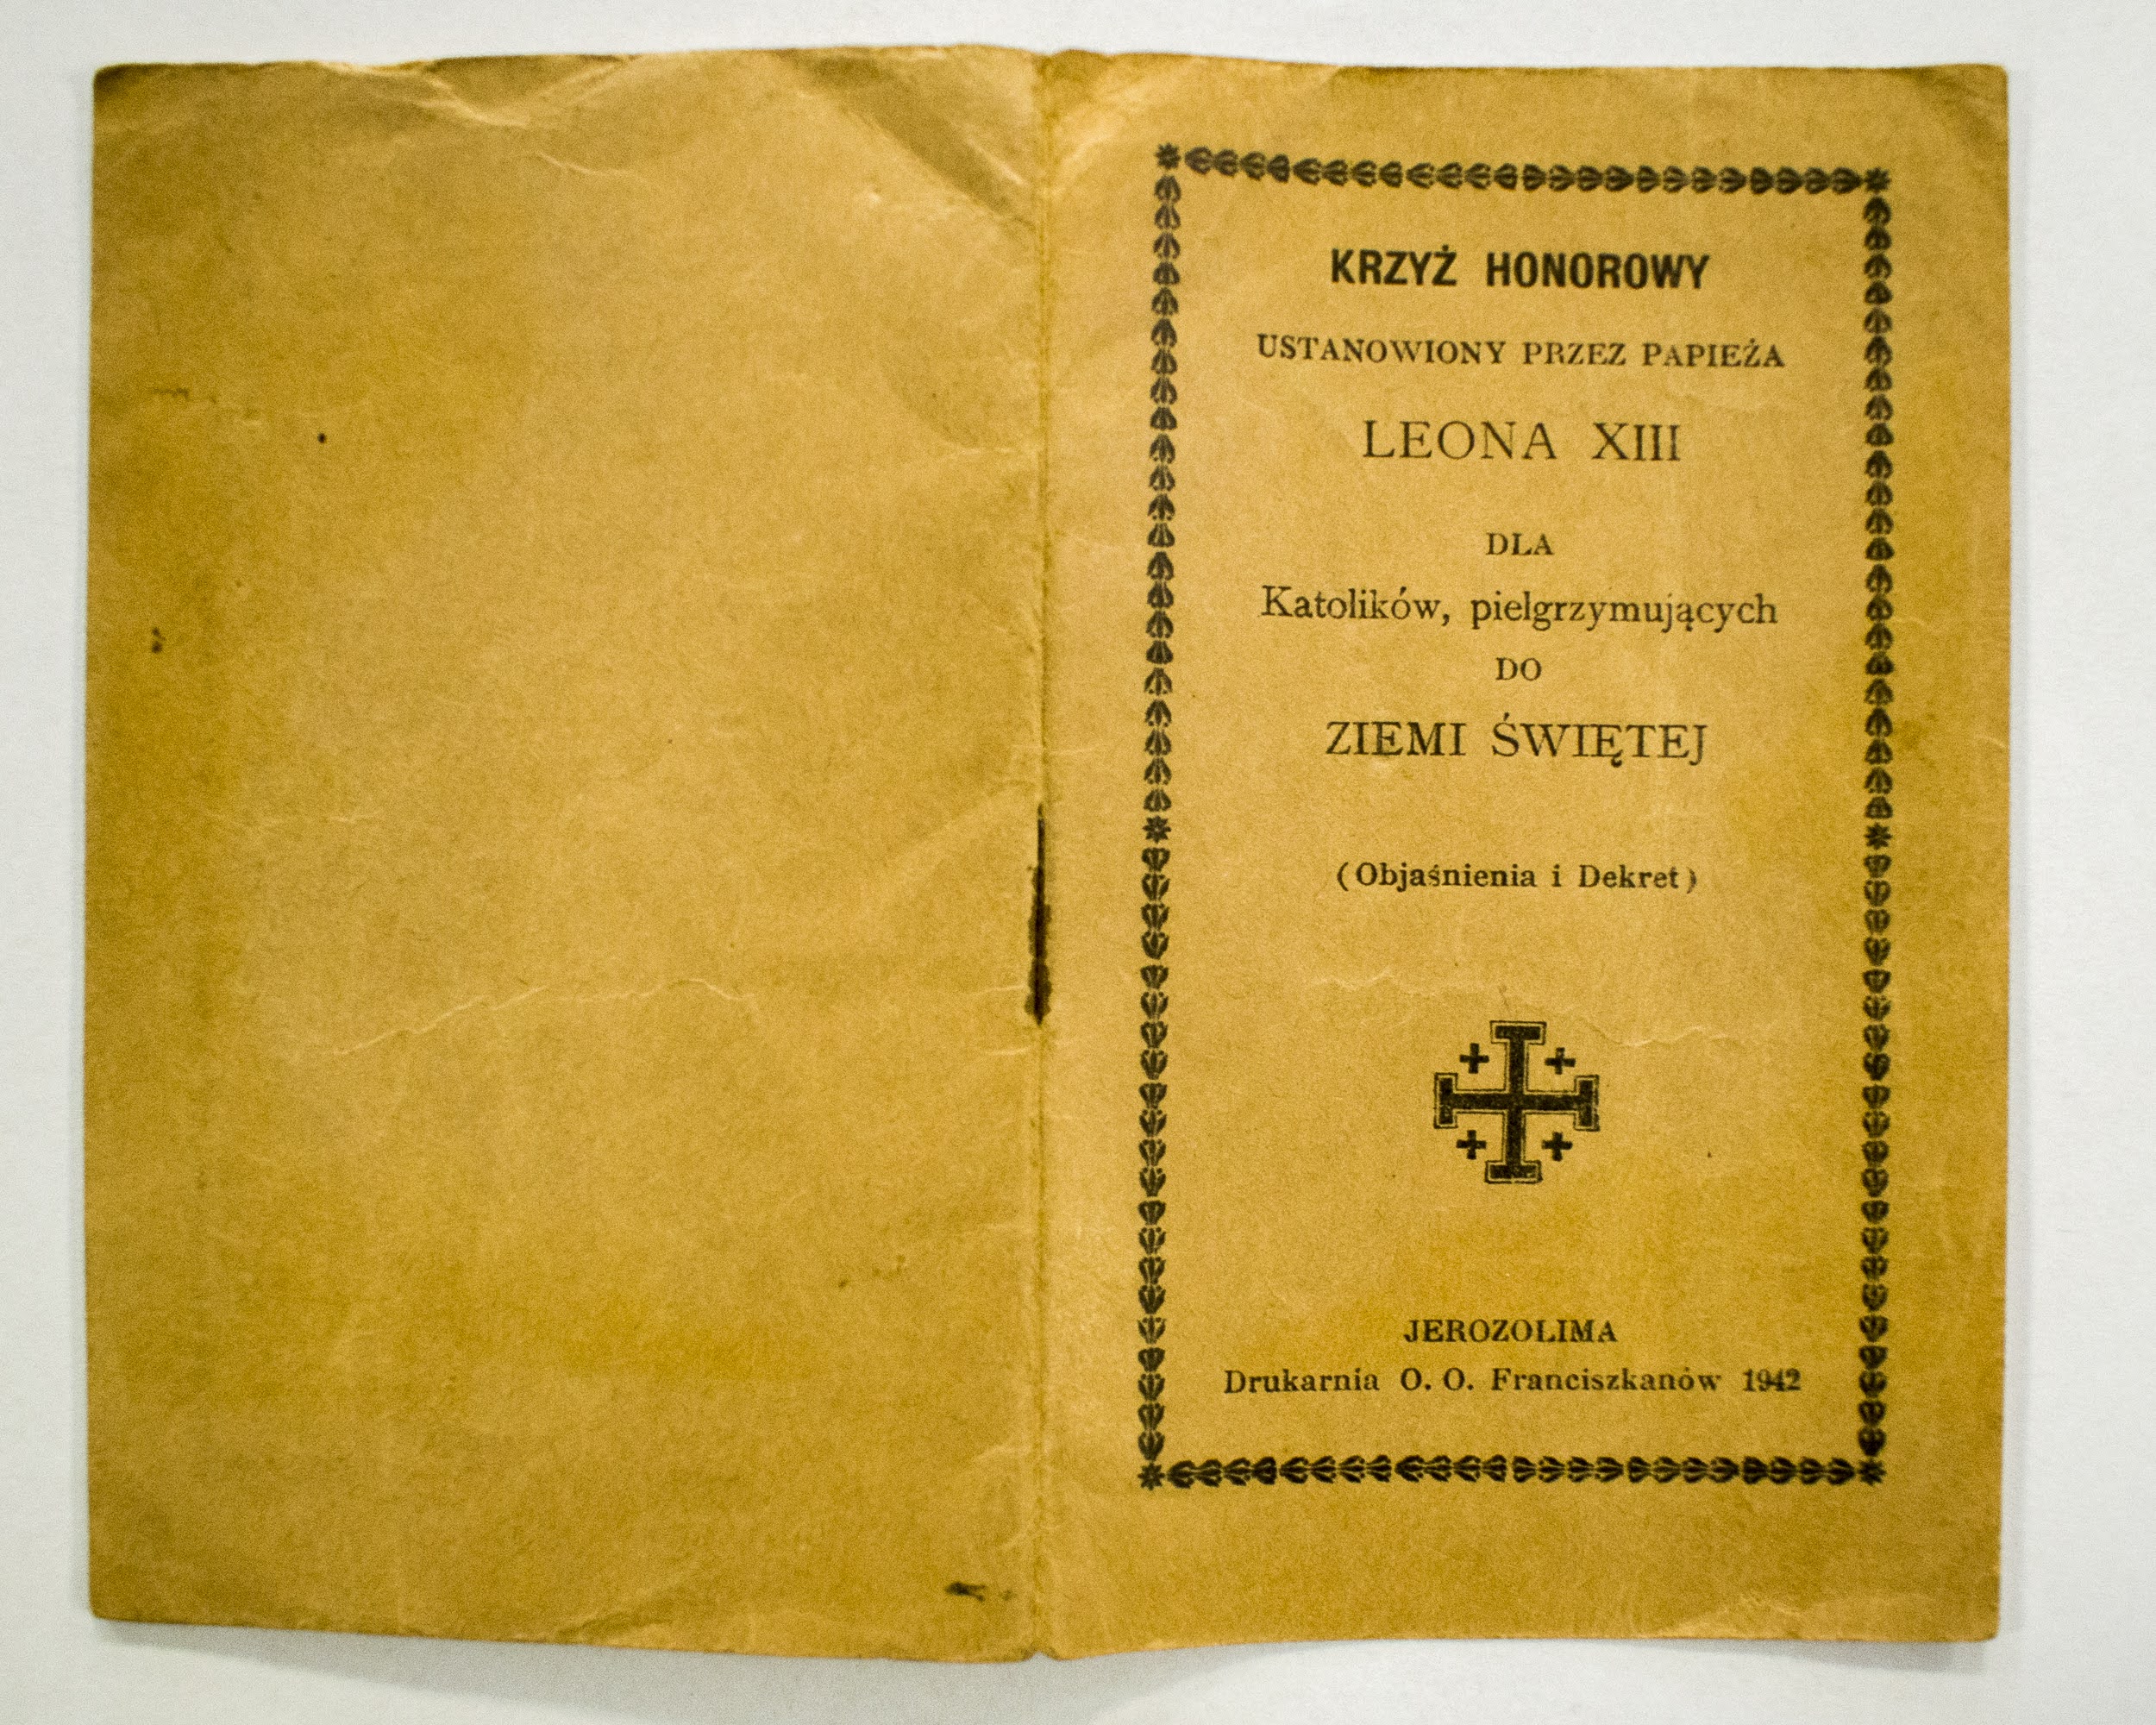 KRZYŻ HONOROWY
USTANOWIONY PRZEZ PAPIEŻA
LEONA XIII
DLA
Katolików, pielgrzymujących
DO
ZIEMI ŚWIĘTEJ
(Objaśnienia i Dekret)
JEROZOLIMA
Drukarnia O. O. Franciszkanów 1942